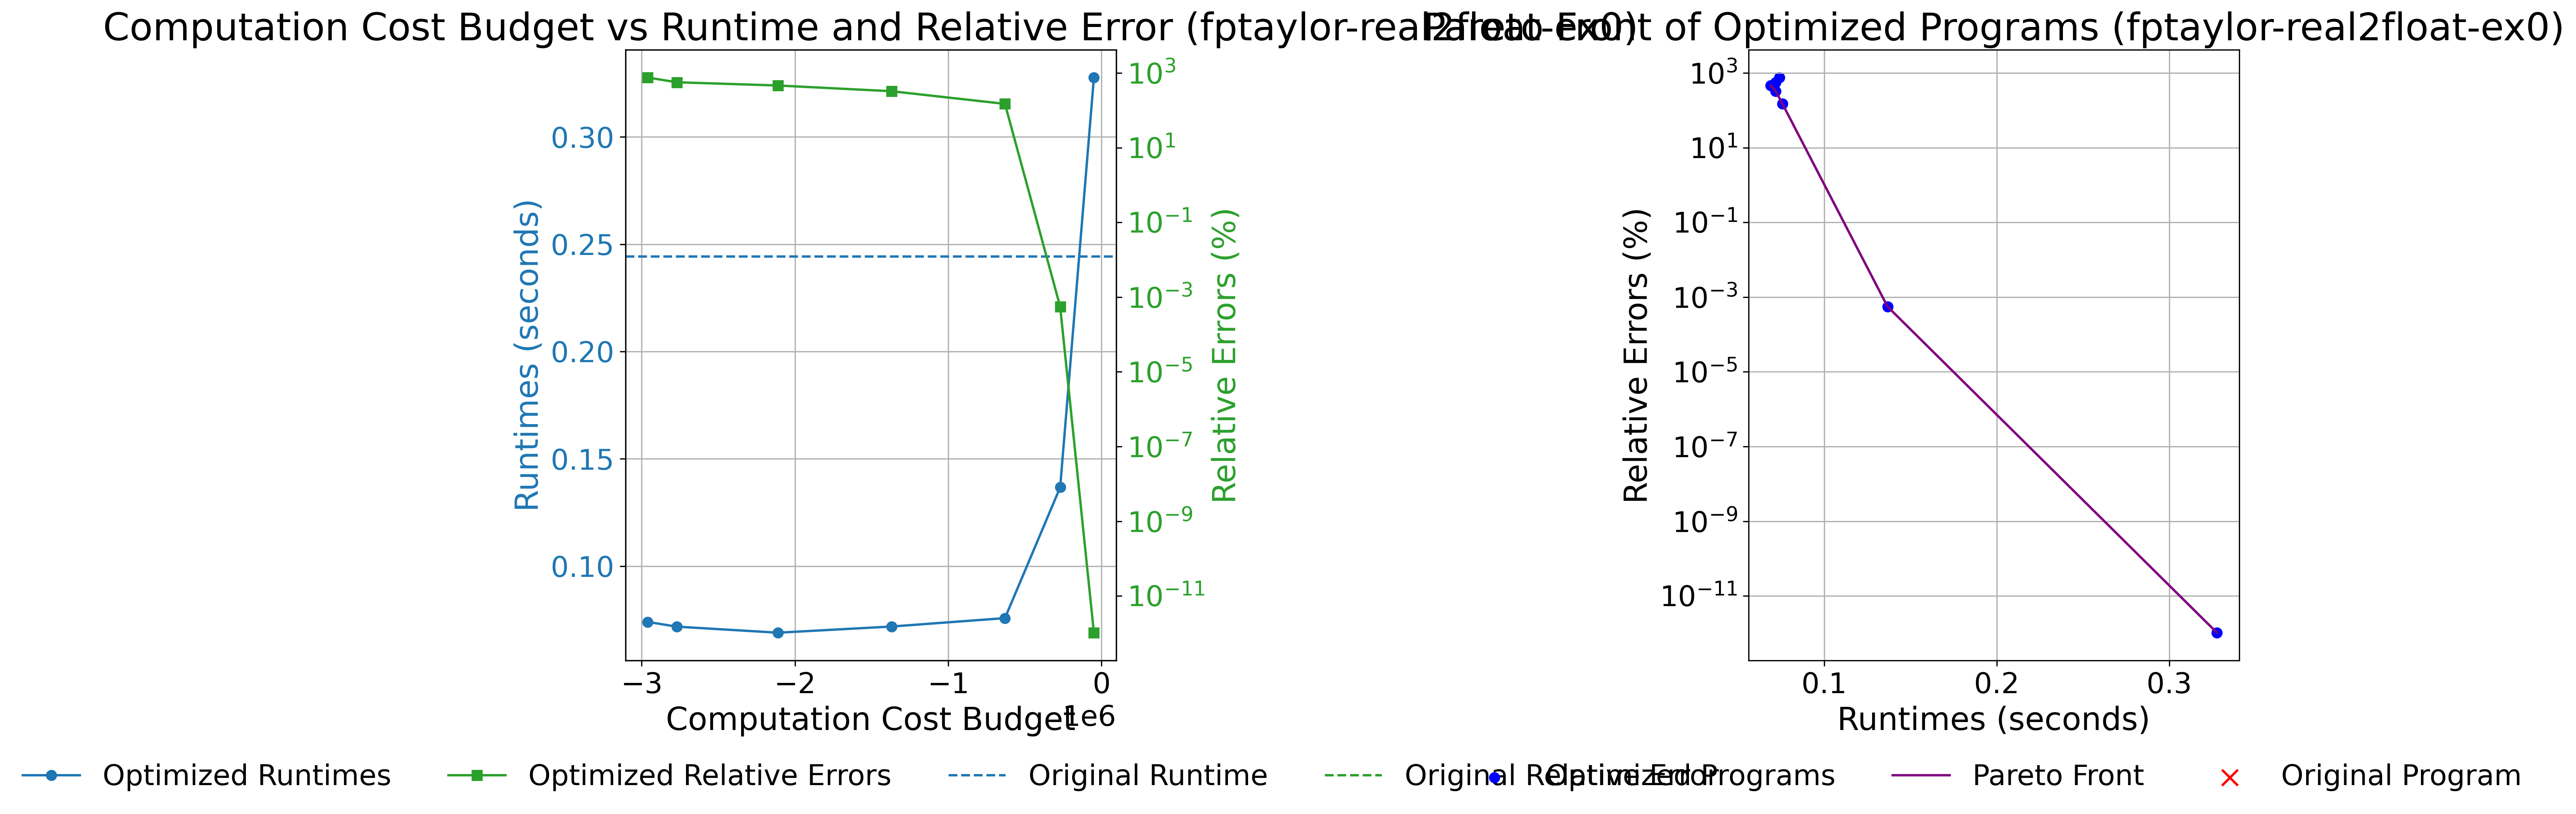 Computation Cost Budget vs Runtime and Relative Error (fptaylor-real2float-ex0)
Pareto Front of Optimized Programs (fptaylor-real2float-ex0)
Runtimes (seconds)
0.30
0.25
0.20
0.15
0.10
10^3
10^1
10^−1
10^−3
10^−5
10^−7
10^−9
10^−11
Relative Errors (%)
−3 −2 −1 0
Computation Cost Budget
1e6
Relative Errors (%)
10^3
10^1
10^−1
10^−3
10^−5
10^−7
10^−9
10^−11
0.1 0.2 0.3
Runtimes (seconds)
Optimized Runtimes
Optimized Relative Errors
Original Runtime
Original Relative Error
Optimized Programs
Pareto Front
Original Program